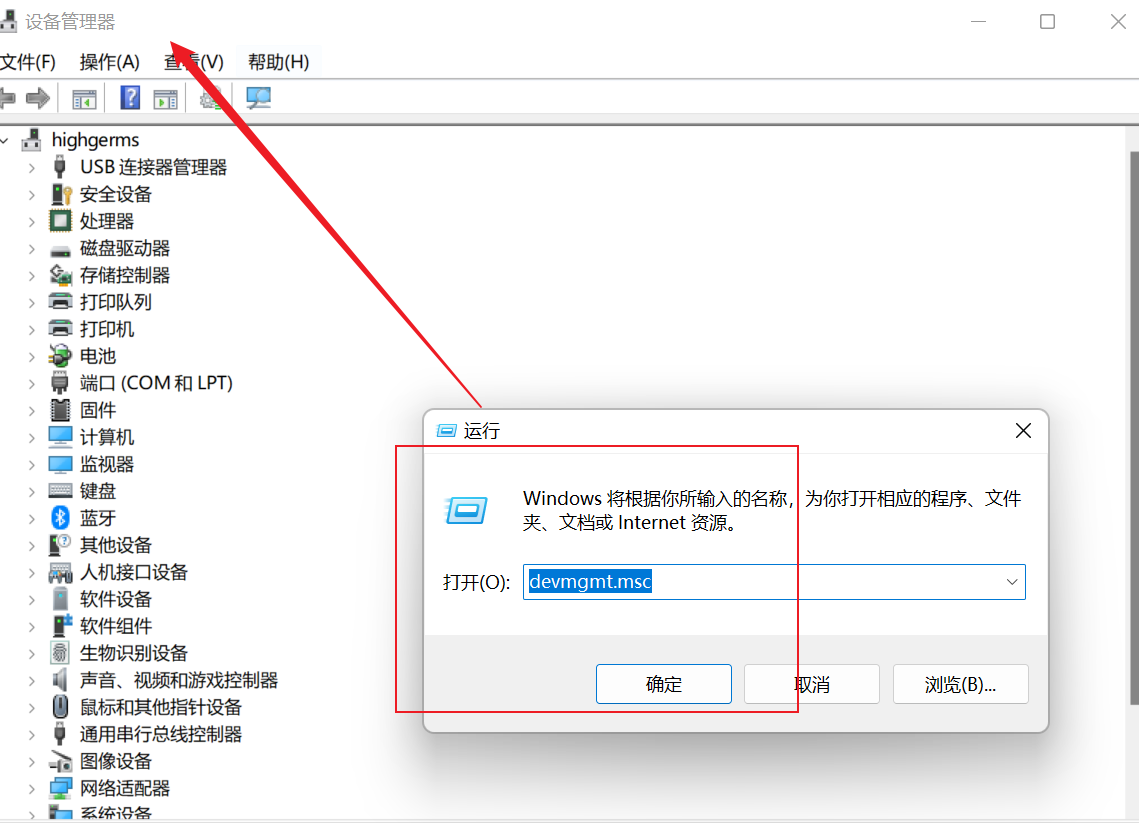 设备管理器
文件(F) 操作(A) 查看(V) 帮助(H)
highgerms
USB 连接器管理器
安全设备
处理器
磁盘驱动器
存储控制器
打印队列
打印机
电池
端口 (COM 和 LPT)
固件
计算机
监视器
键盘
蓝牙
其他设备
人机接口设备
软件设备
软件组件
生物识别设备
声音、视频和游戏控制器
鼠标和其他指针设备
通用串行总线控制器
图像设备
网络适配器
系统设备
运行
Windows 将根据你所输入的名称，为你打开相应的程序、文件
夹、文档或 Internet 资源。
打开(O): devmgmt.msc
确定 取消 浏览(B)...